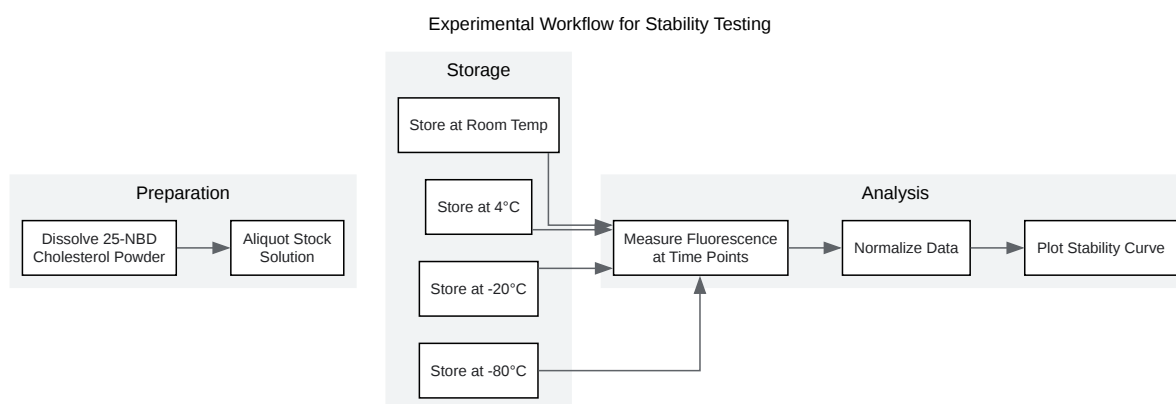 Experimental Workflow for Stability Testing
Storage
Store at Room Temp
Store at 4°C
Store at -20°C
Store at -80°C
Preparation
Dissolve 25-NBD
Cholesterol Powder
Aliquot Stock
Solution
Analysis
Measure Fluorescence
at Time Points
Normalize Data
Plot Stability Curve